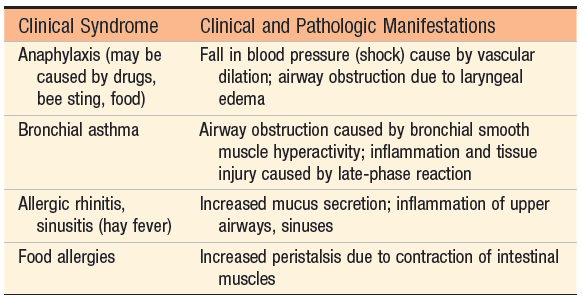 Clinical Syndrome Clinical and Pathologic Manifestations
Anaphylaxis (may be Fall in blood pressure (shock) cause by vascular
caused by drugs, dilation; airway obstruction due to laryngeal
bee sting, food) edema
Bronchial asthma Airway obstruction caused by bronchial smooth
muscle hyperactivity; inflammation and tissue
injury caused by late-phase reaction
Allergic rhinitis, Increased mucus secretion; inflammation of upper
sinusitis (hay fever) airways, sinuses
Food allergies Increased peristalsis due to contraction of intestinal
muscles